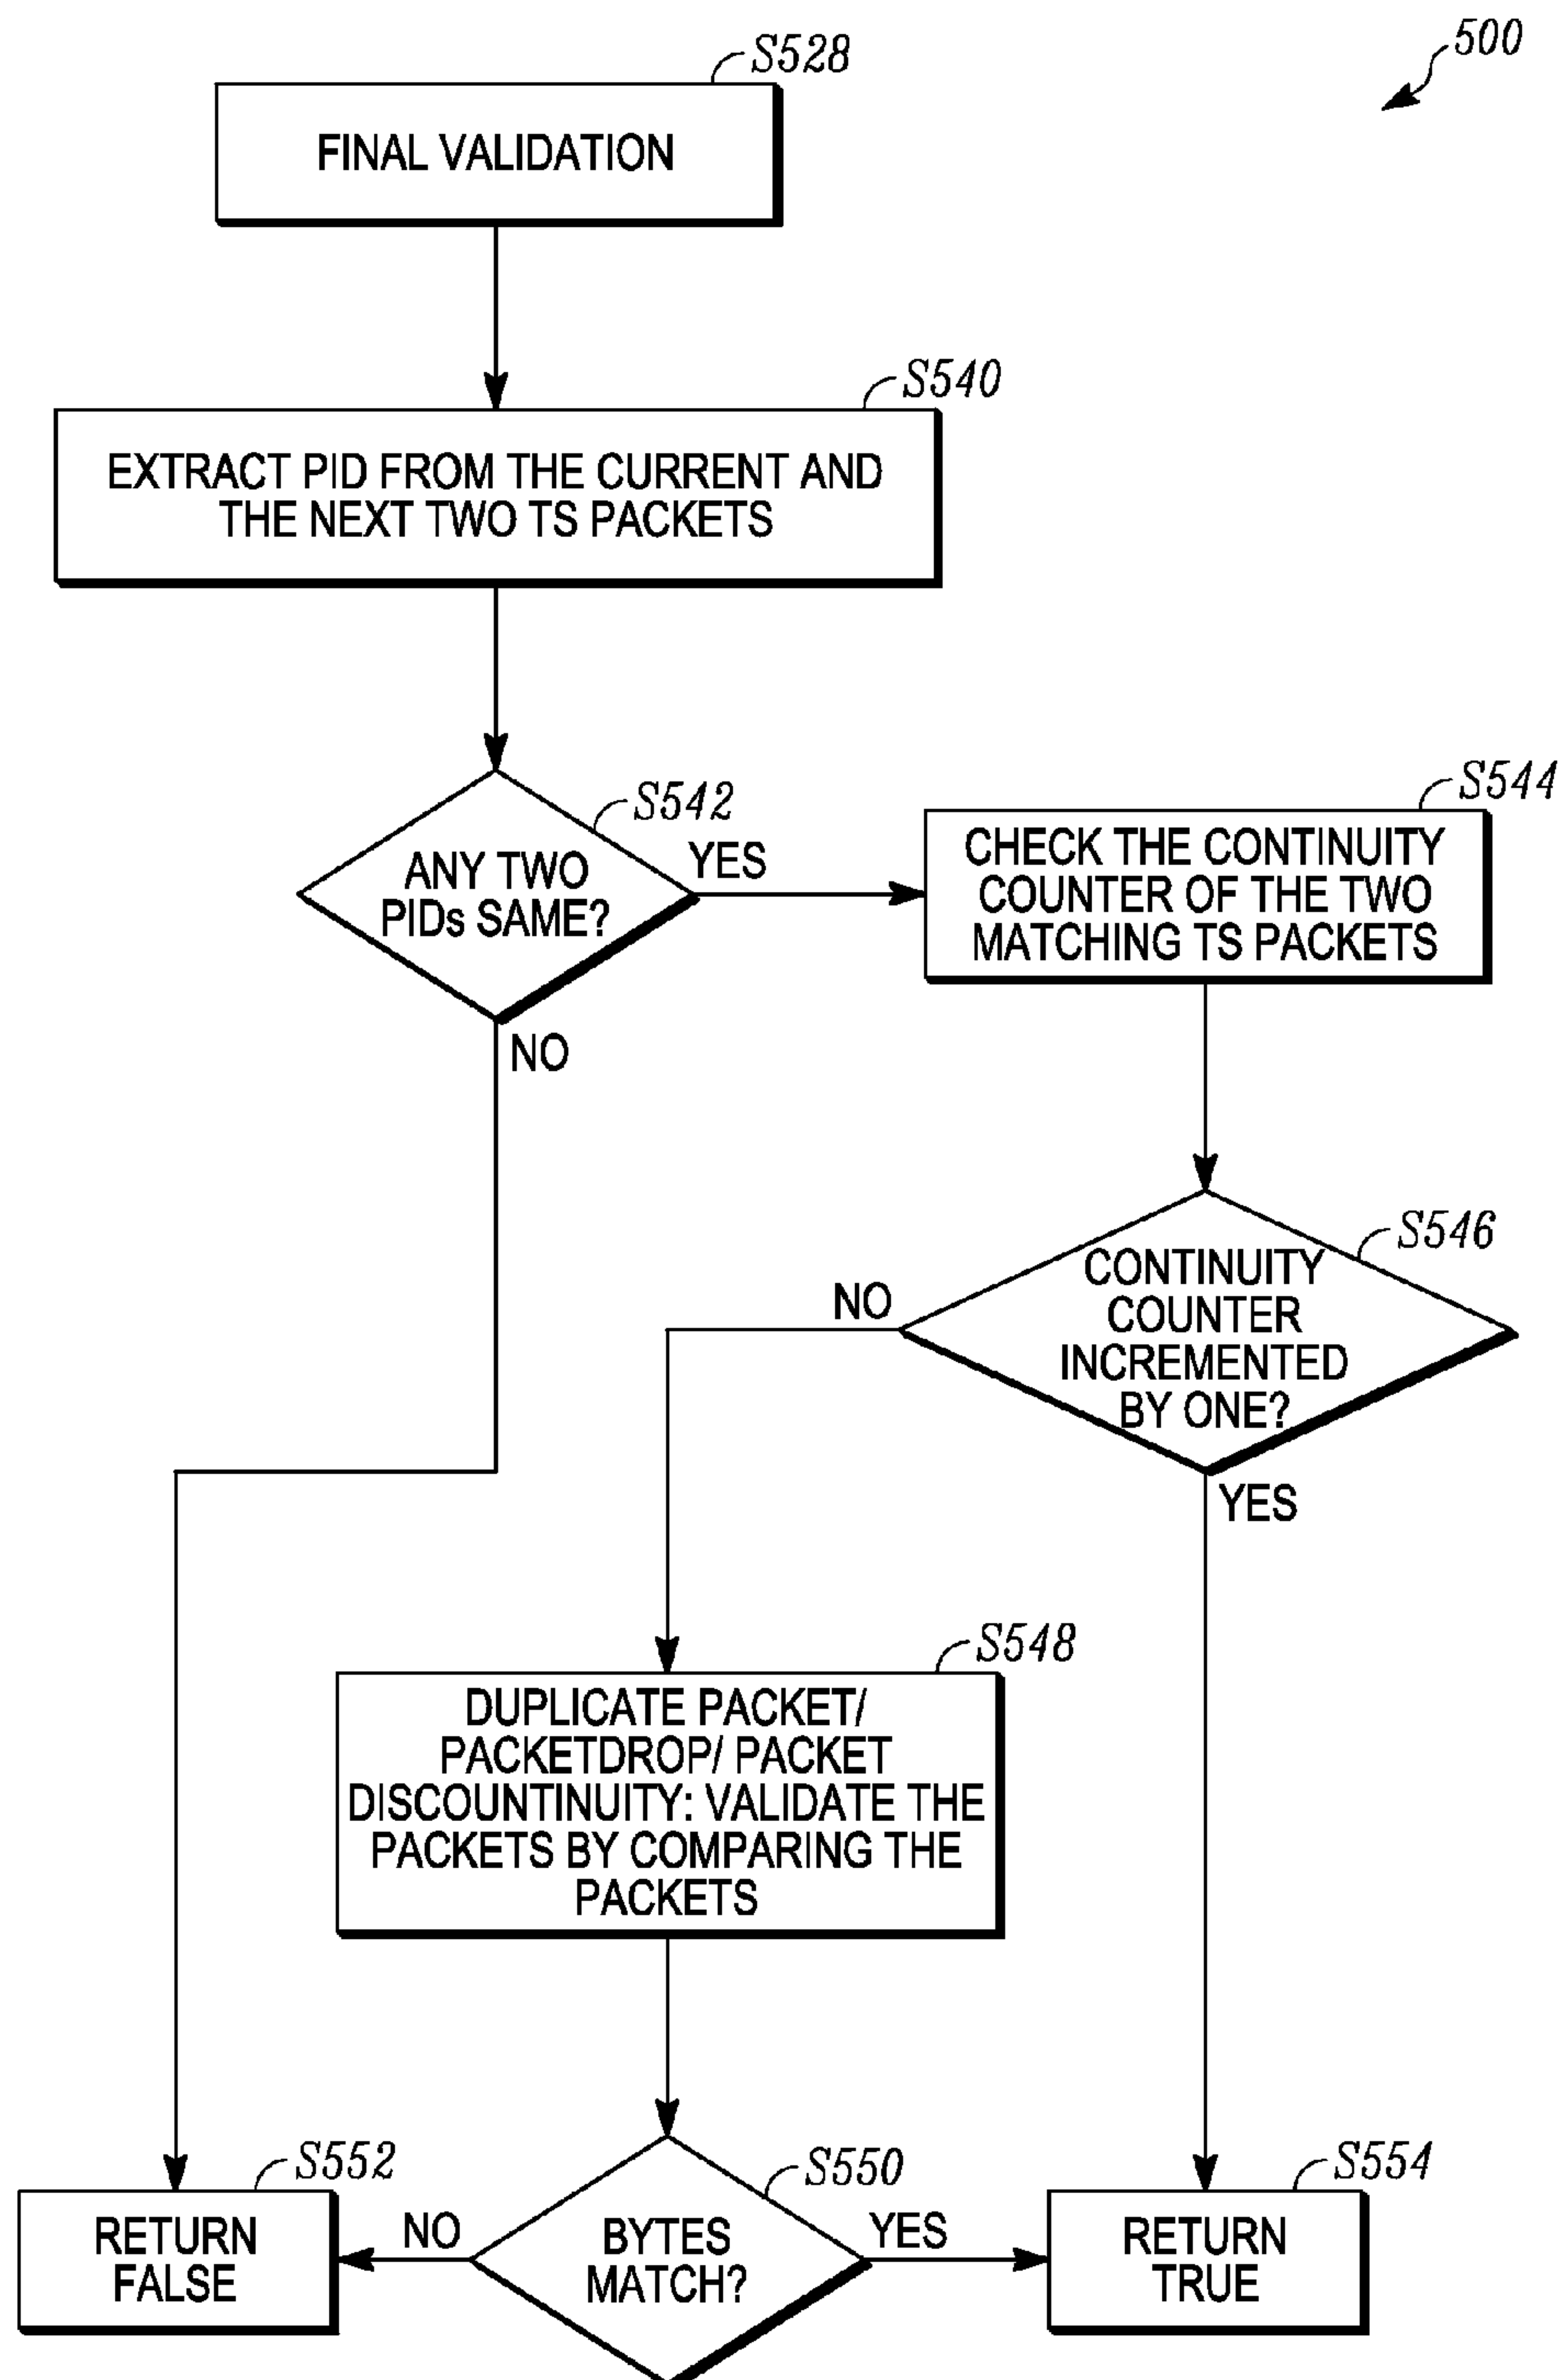 500
S528
FINAL VALIDATION
S540
EXTRACT PID FROM THE CURRENT AND
THE NEXT TWO TS PACKETS
S542
ANY TWO
PIDs SAME?
YES
NO
S544
CHECK THE CONTINUITY
COUNTER OF THE TWO
MATCHING TS PACKETS
S546
CONTINUITY
COUNTER
INCREMENTED
BY ONE?
NO
YES
S548
DUPLICATE PACKET/
PACKETDROP/ PACKET
DISCOUNTINUITY: VALIDATE THE
PACKETS BY COMPARING THE
PACKETS
S550
BYTES
MATCH?
NO
YES
S552
RETURN
FALSE
S554
RETURN
TRUE